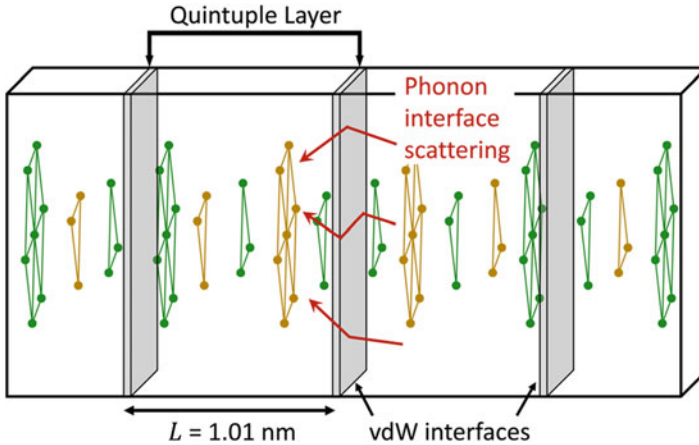 Quintuple Layer
Phonon
interface
scattering
L = 1.01 nm
vdW interfaces